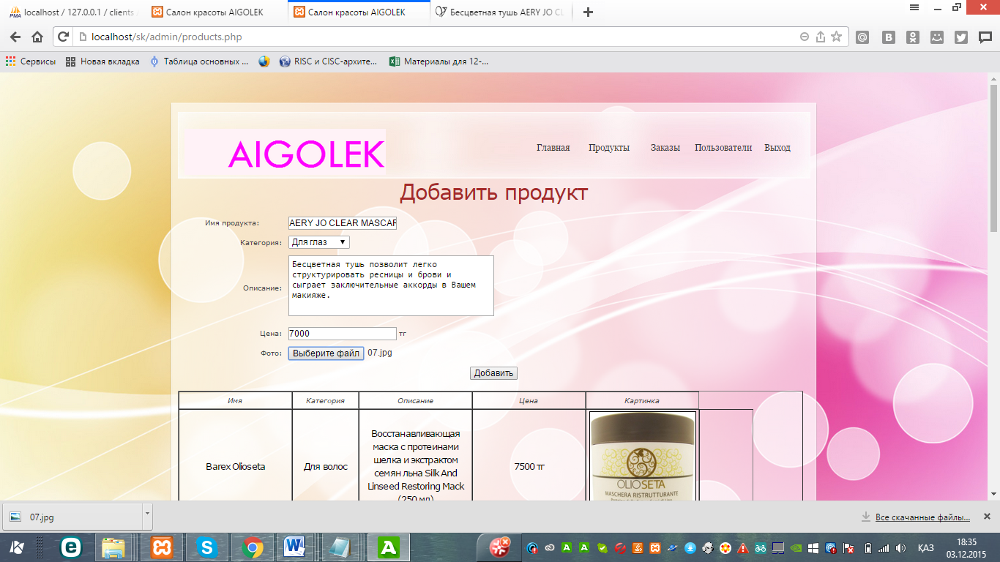 localhost / 127.0.0.1 / clients
Салон красоты AIGOLEK
Салон красоты AIGOLEK
Бесцветная тушь AERY JO CL
localhost/sk/admin/products.php
Сервисы
Новая вкладка
Таблица основных ...
RISC и CISC-архите...
Материалы для 12-...
AIGOLEK
Главная
Продукты
Заказы
Пользователи
Выход
Добавить продукт
Имя продукта:
AERY JO CLEAR MASCAR
Категория:
Для глаз
Описание:
Бесцветная тушь позволит легко
структурировать ресницы и брови и
сыграет заключительные аккорды в Вашем
макияже.
Цена:
7000
тг
Фото:
Выберите файл
07.jpg
Добавить
Имя
Категория
Описание
Цена
Картинка
Barex Olioseta
Для волос
Восстанавливающая
маска с протеинами
шелка и экстрактом
семян льна Silk And
Linseed Restoring Mack
(250 мл)
7500 тг
OLIOSETA
MASCHERA RISTRUTTURANTE
07.jpg
Все скачанные файлы...
ҚАЗ
18:35
03.12.2015